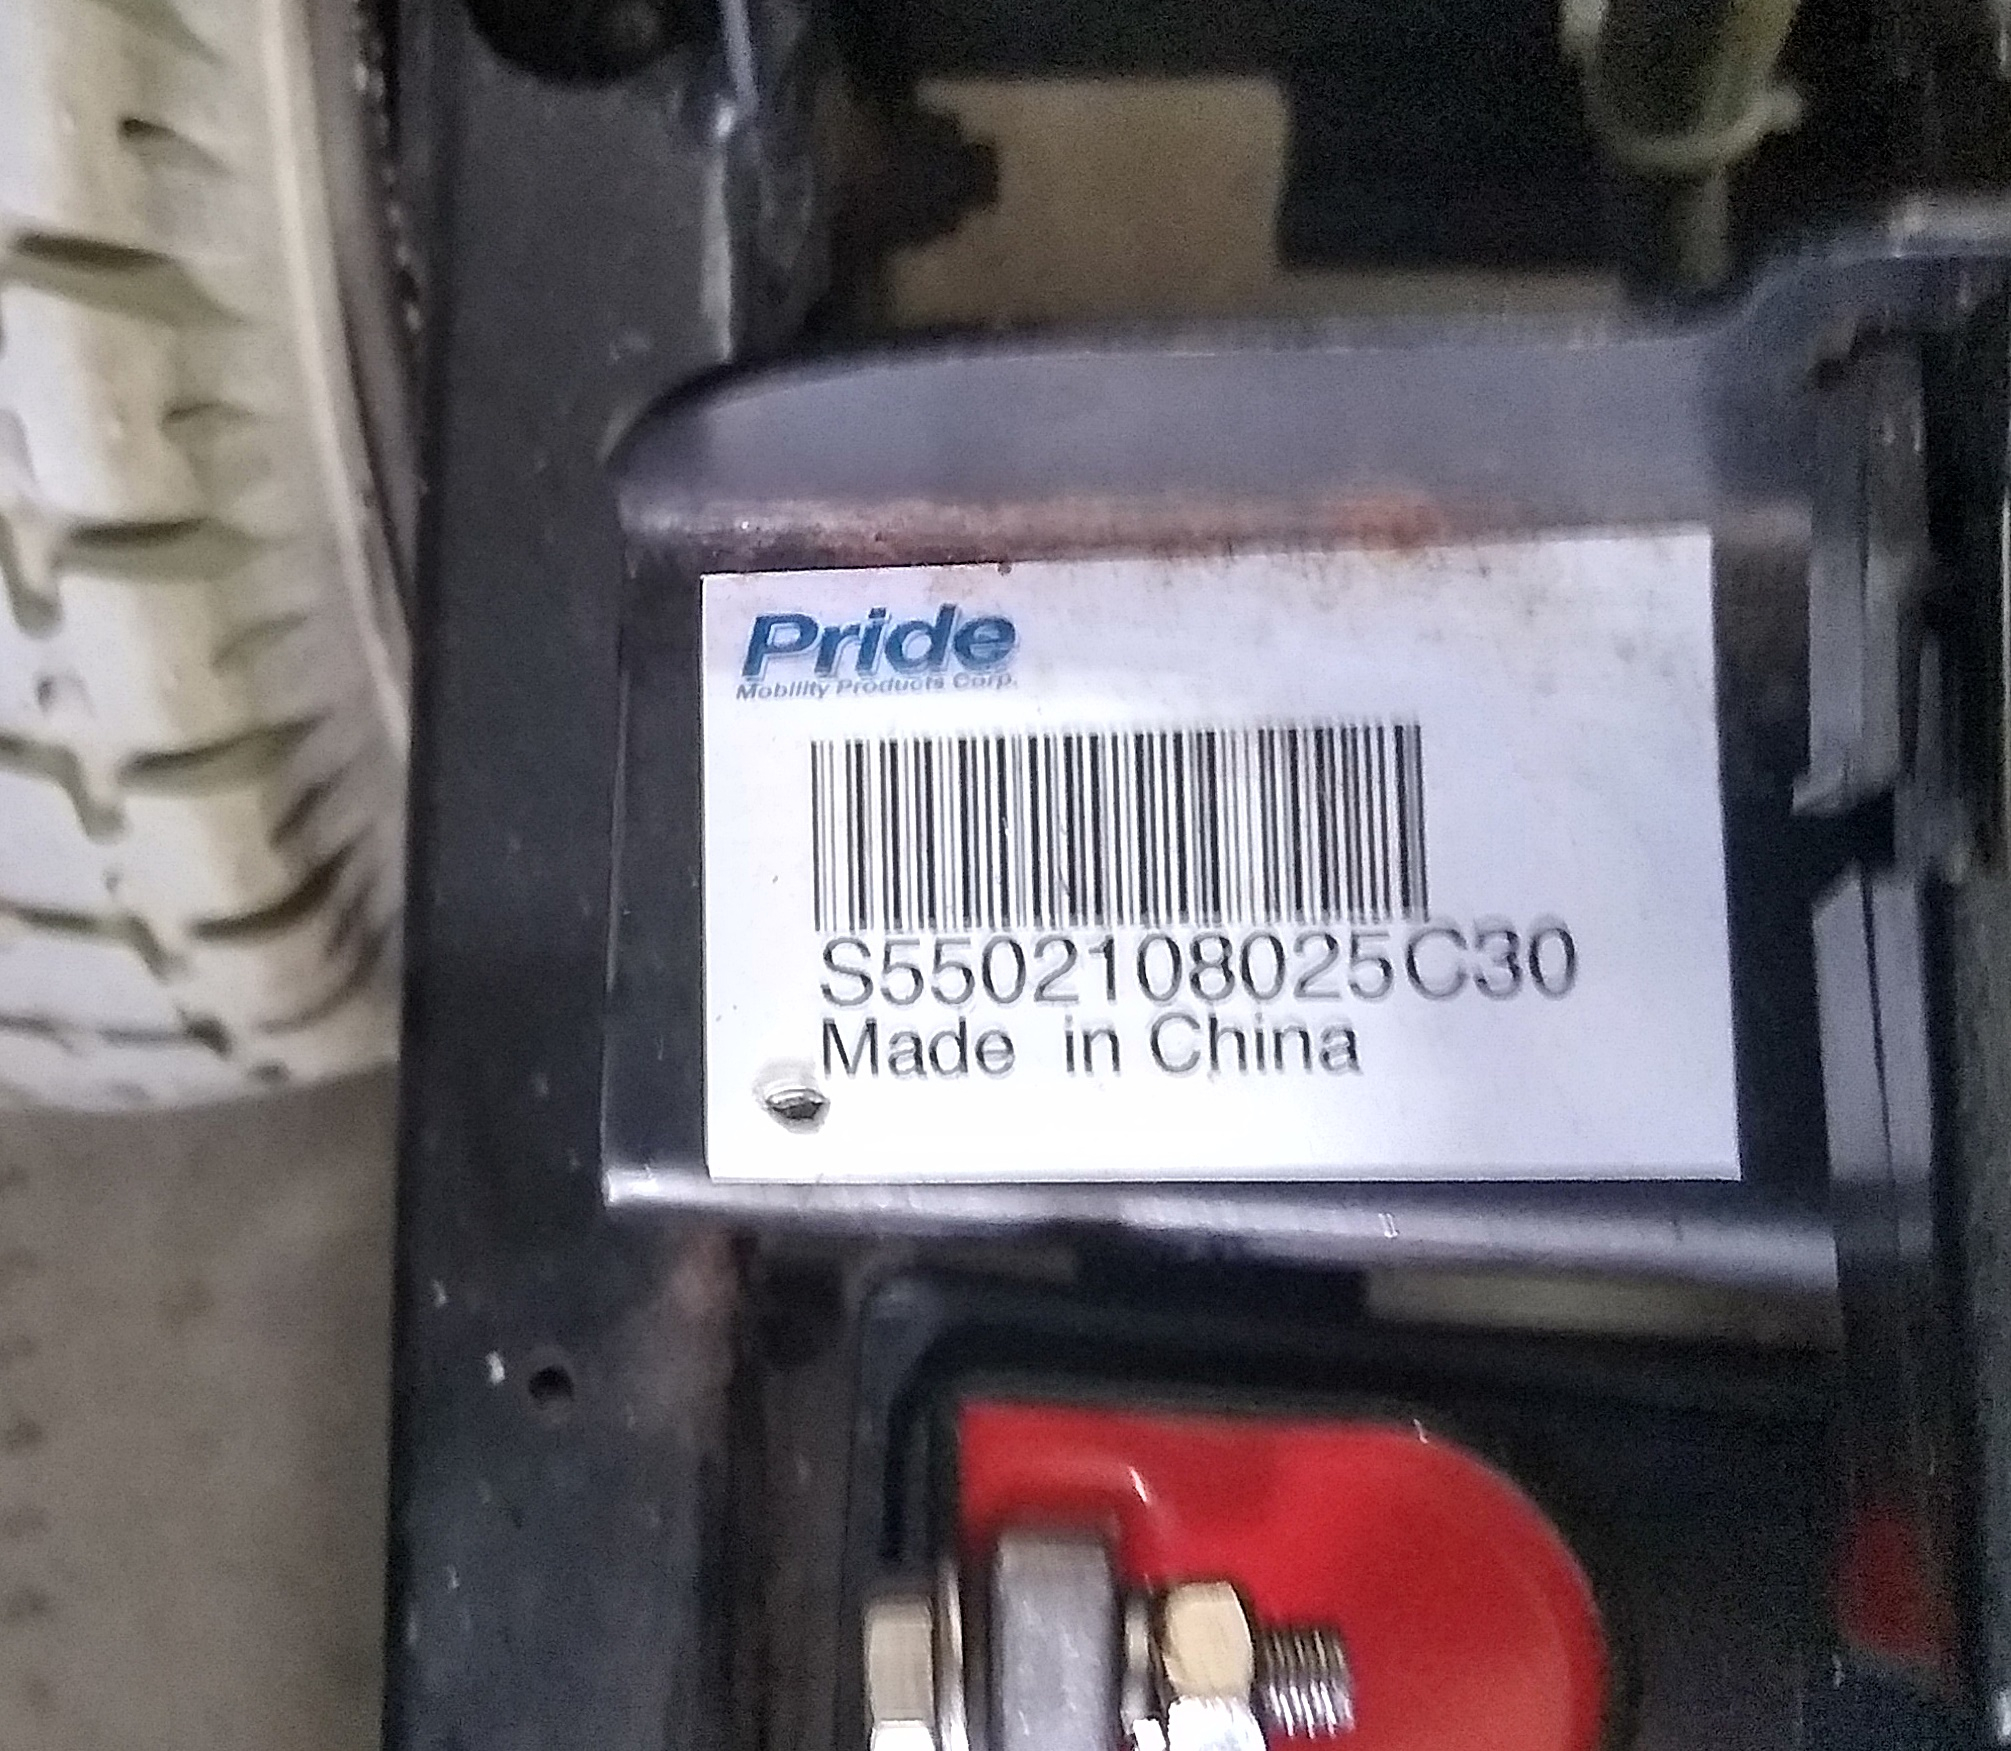 Pride
Mobility Products Corp.
S5502108025C30
Made in China